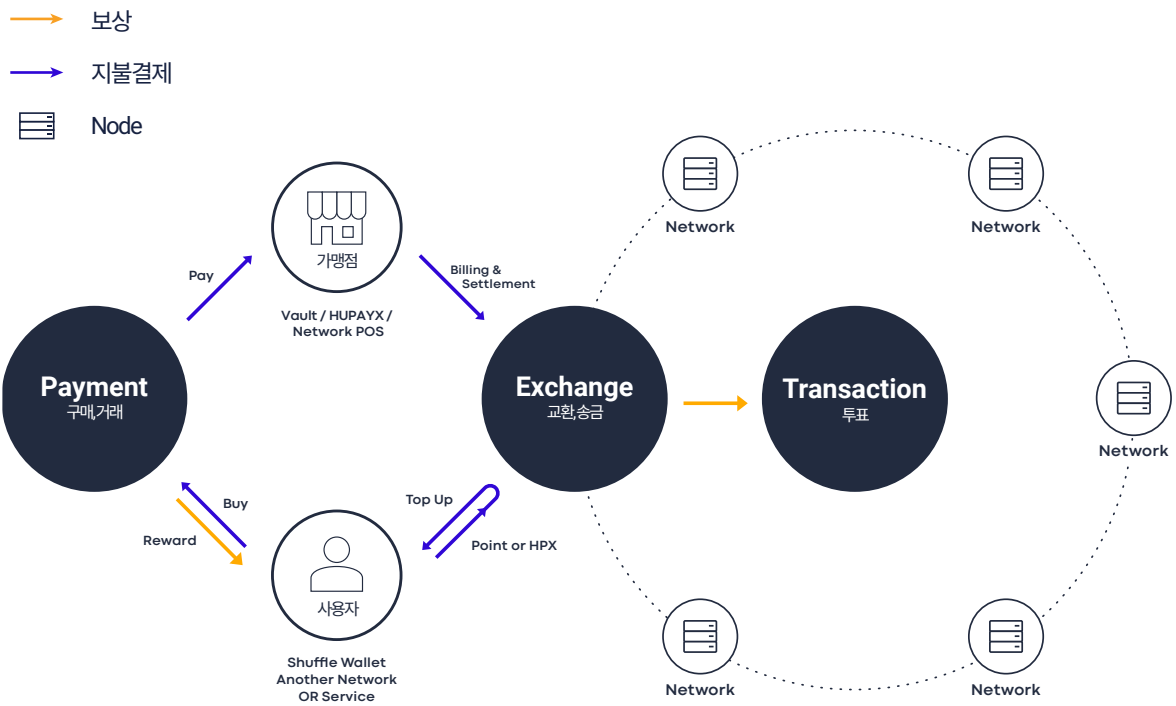 보상
지불결제
Node
가맹점
Pay
Billing &
Settlement
Vault / HUPAYX /
Network POS
Payment
구매,거래
Exchange
교환,송금
Transaction
투표
Buy
Reward
Top Up
Point or HPX
사용자
Shuffle Wallet
Another Network
OR Service
Network
Network
Network
Network
Network